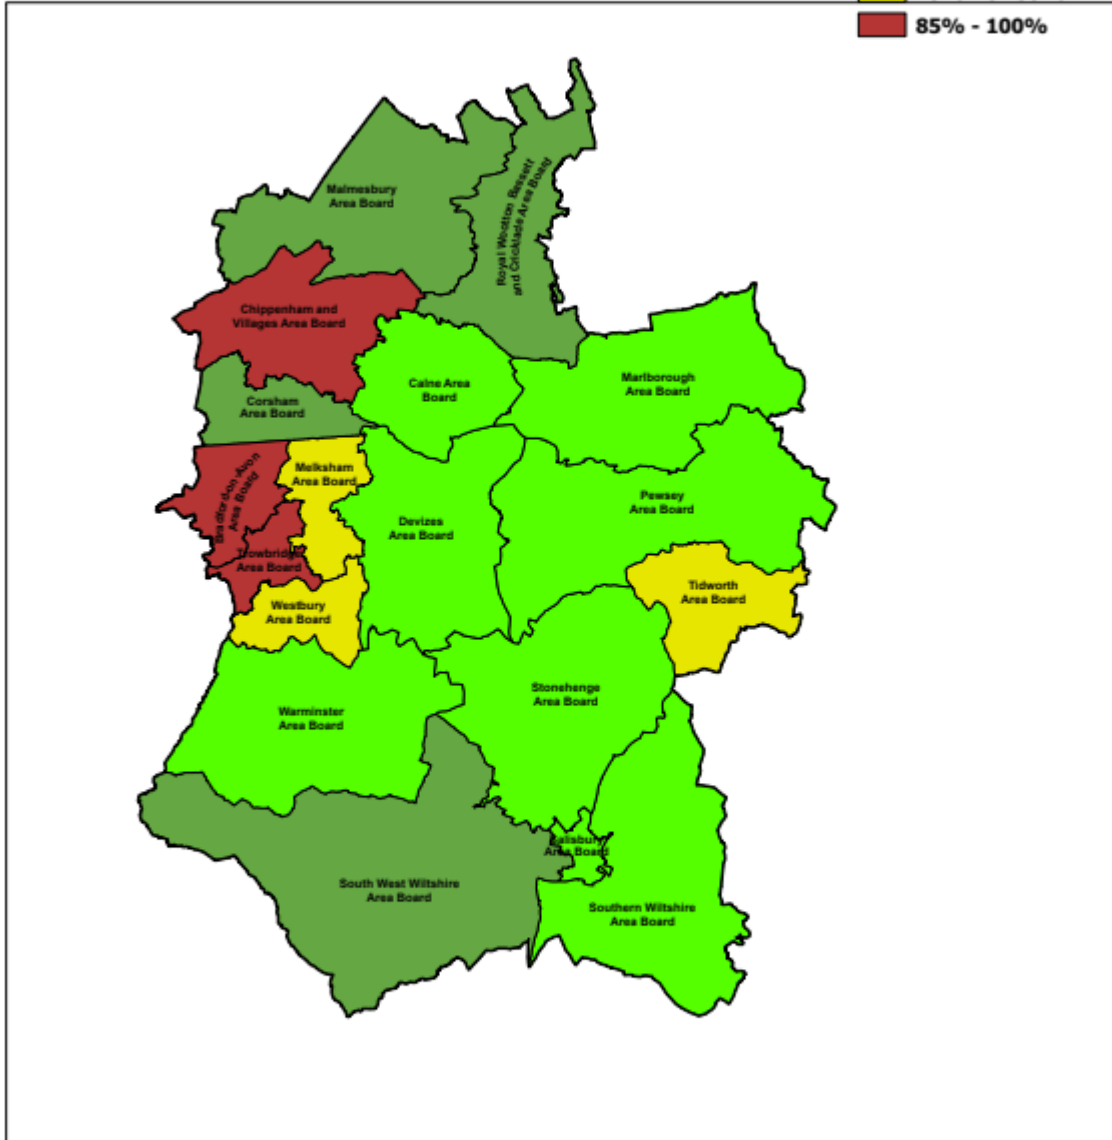 85% - 100%
Malmesbury
Area Board
Royal Wootton Bassett
and Cricklade Area Board
Chippenham and
Villages Area Board
Calne Area
Board
Marlborough
Area Board
Corsham
Area Board
Bradford-on-Avon
Area Board
Melksham
Area Board
Pewsey
Area Board
Devizes
Area Board
Trowbridge
Area Board
Tidworth
Area Board
Westbury
Area Board
Stonehenge
Area Board
Warminster
Area Board
Salisbury
Area Board
South West Wiltshire
Area Board
Southern Wiltshire
Area Board